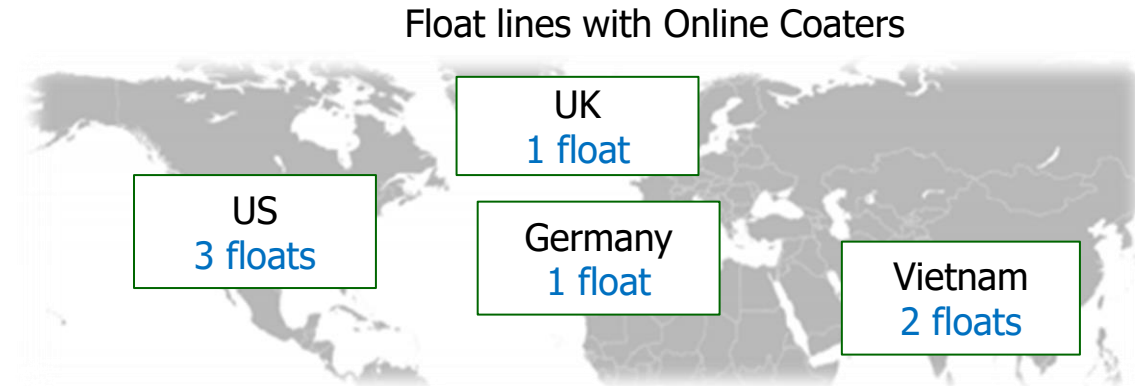 Float lines with Online Coaters
UK
1 float
US
3 floats
Germany
1 float
Vietnam
2 floats